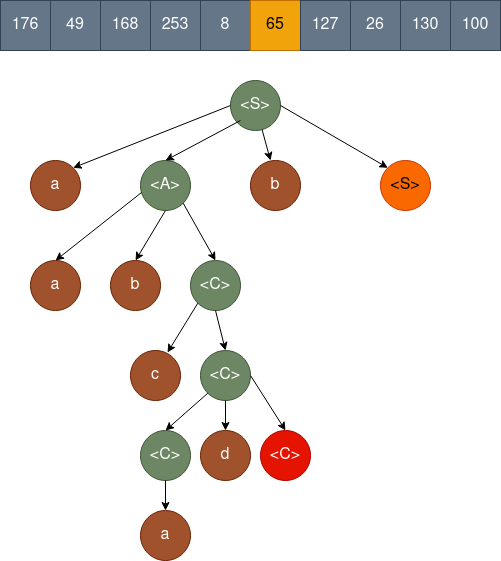 176 49 168 253 8 65 127 26 130 100
<S>
a <A> b <S>
a b <C>
c <C>
<C> d <C>
a